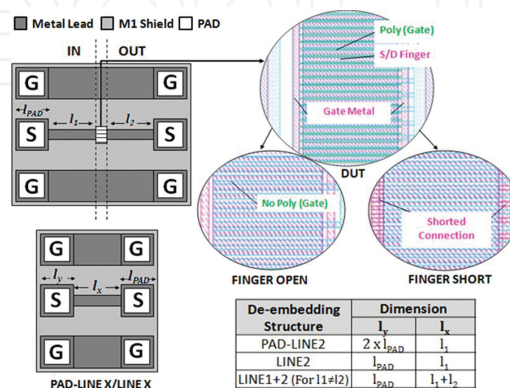 Metal Lead M1 Shield PAD
IN OUT
G G
l_PAD l_1 l_2
S S
G G
Poly (Gate)
S/D Finger
Gate Metal
DUT
No Poly (Gate)
FINGER OPEN
Shorted
Connection
FINGER SHORT
G G
l_y l_x l_PAD
S S
G G
PAD-LINE X/LINE X
De-embedding Structure Dimension
l_y l_x
PAD-LINE2 2 x l_PAD l_1
LINE2 l_PAD l_1
LINE1+2 (For l1≠l2) l_PAD l_1+l_2